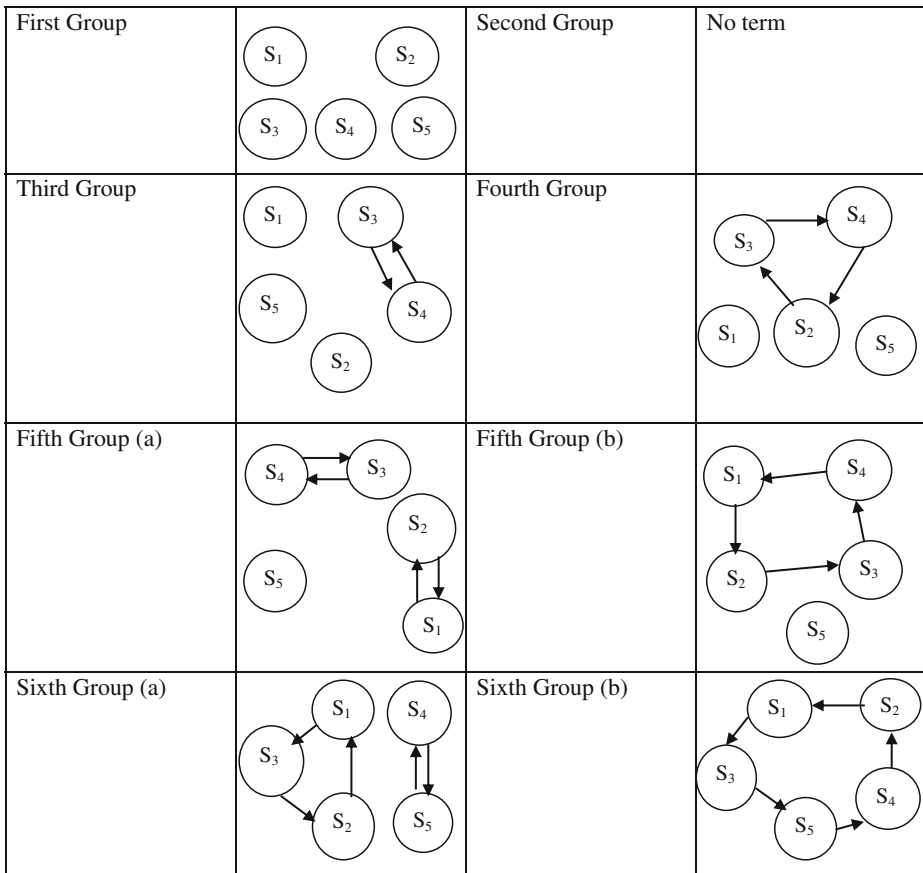 First Group
S₁ S₂
S₃ S₄ S₅
Second Group
No term
Third Group
S₁ S₃
S₅ S₄
S₂
Fourth Group
S₄
S₃
S₁ S₂ S₅
Fifth Group (a)
S₄ S₃
S₂
S₅
S₁
Fifth Group (b)
S₁ S₄
S₂ S₃
S₅
Sixth Group (a)
S₁ S₄
S₃
S₂ S₅
Sixth Group (b)
S₁ S₂
S₃
S₄
S₅